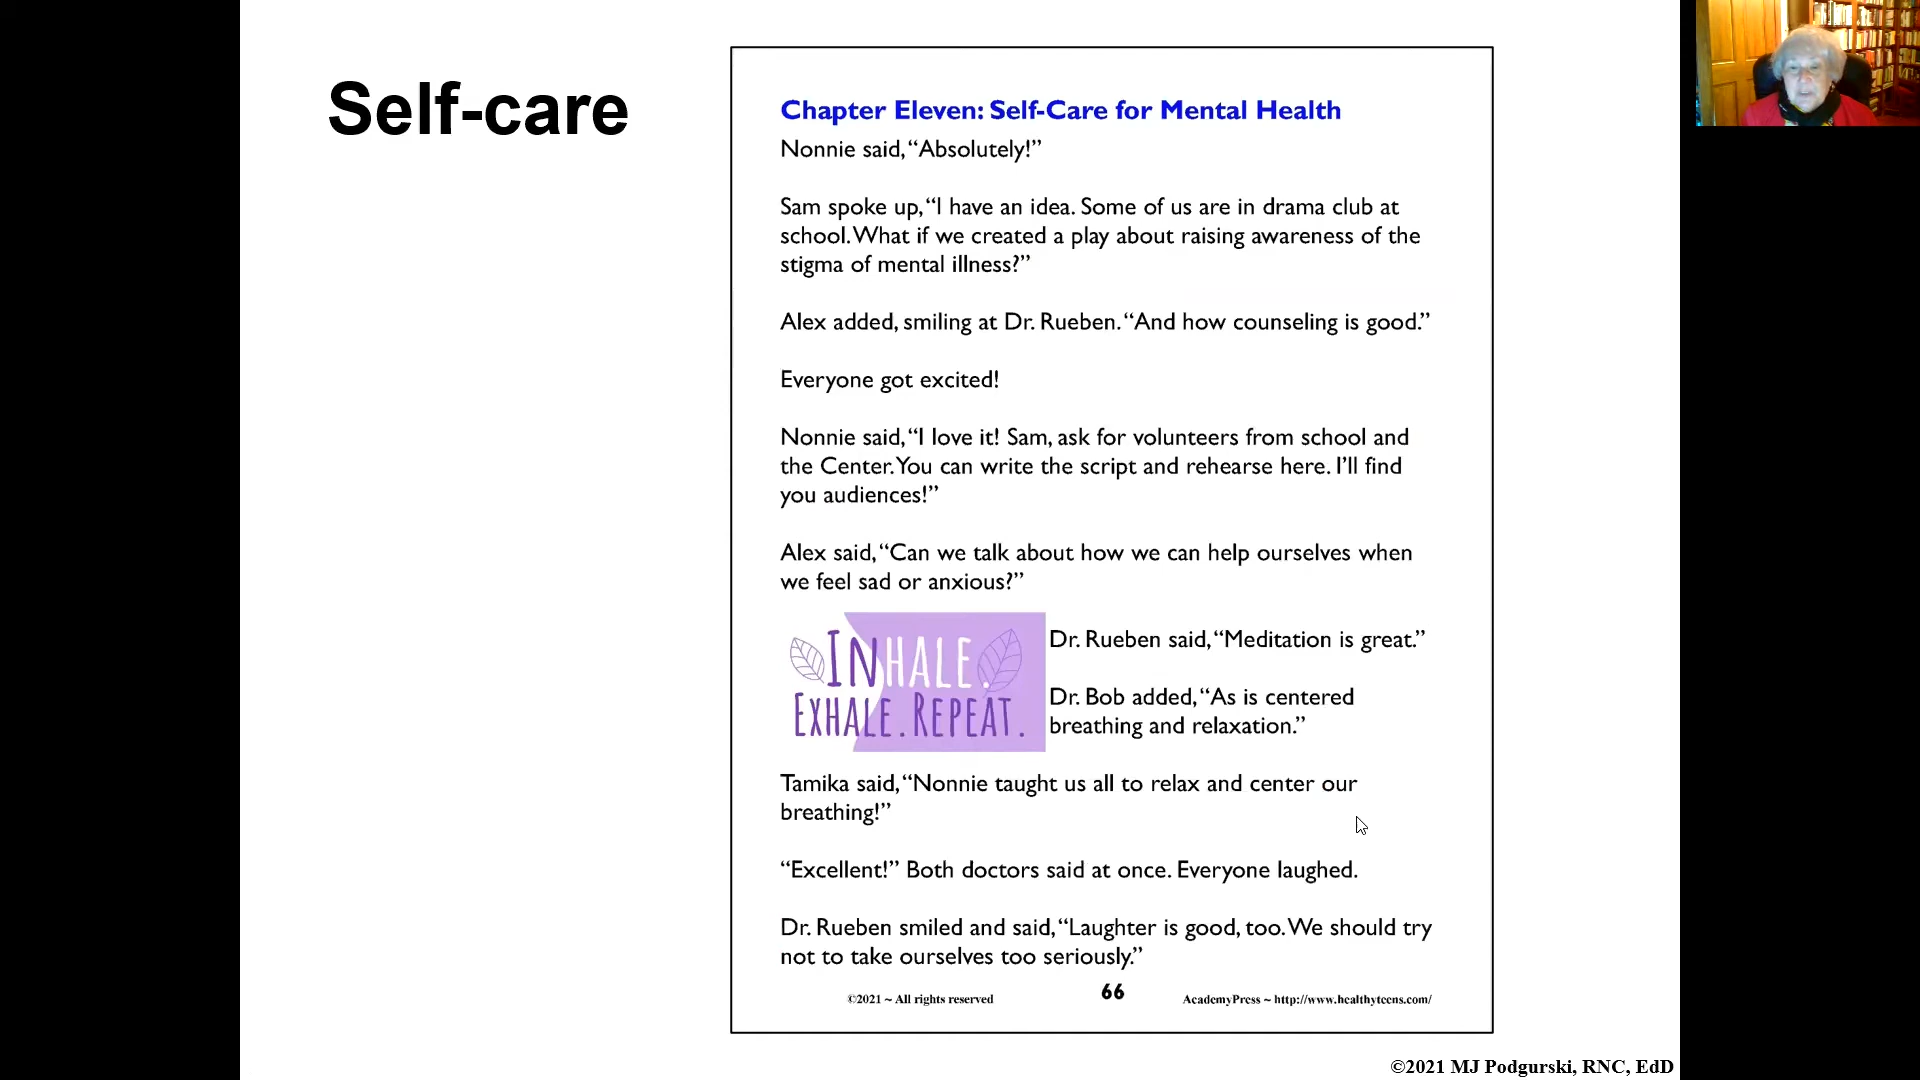 Self-care
Chapter Eleven: Self-Care for Mental Health
Nonnie said, “Absolutely!”
Sam spoke up, “I have an idea. Some of us are in drama club at
school. What if we created a play about raising awareness of the
stigma of mental illness?”
Alex added, smiling at Dr. Rueben. “And how counseling is good.”
Everyone got excited!
Nonnie said, “I love it! Sam, ask for volunteers from school and
the Center. You can write the script and rehearse here. I’ll find
you audiences!”
Alex said, “Can we talk about how we can help ourselves when
we feel sad or anxious?”
INHALE.
EXHALE. REPEAT.
Dr. Rueben said, “Meditation is great.”
Dr. Bob added, “As is centered
breathing and relaxation.”
Tamika said, “Nonnie taught us all to relax and center our
breathing!”
“Excellent!” Both doctors said at once. Everyone laughed.
Dr. Rueben smiled and said, “Laughter is good, too. We should try
not to take ourselves too seriously.”
©2021 ~ All rights reserved
66
AcademyPress ~ http://www.healthyteens.com/
©2021 MJ Podgurski, RNC, EdD